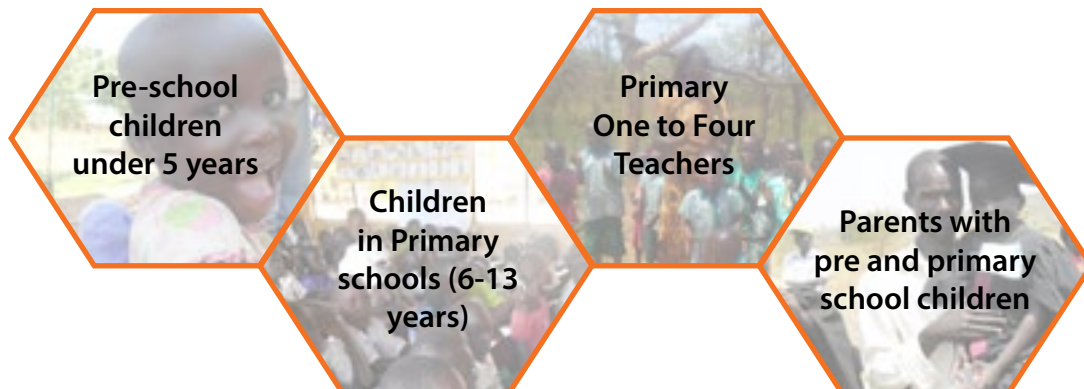 Pre-school
children
under 5 years
Children
in Primary
schools (6-13
years)
Primary
One to Four
Teachers
Parents with
pre and primary
school children